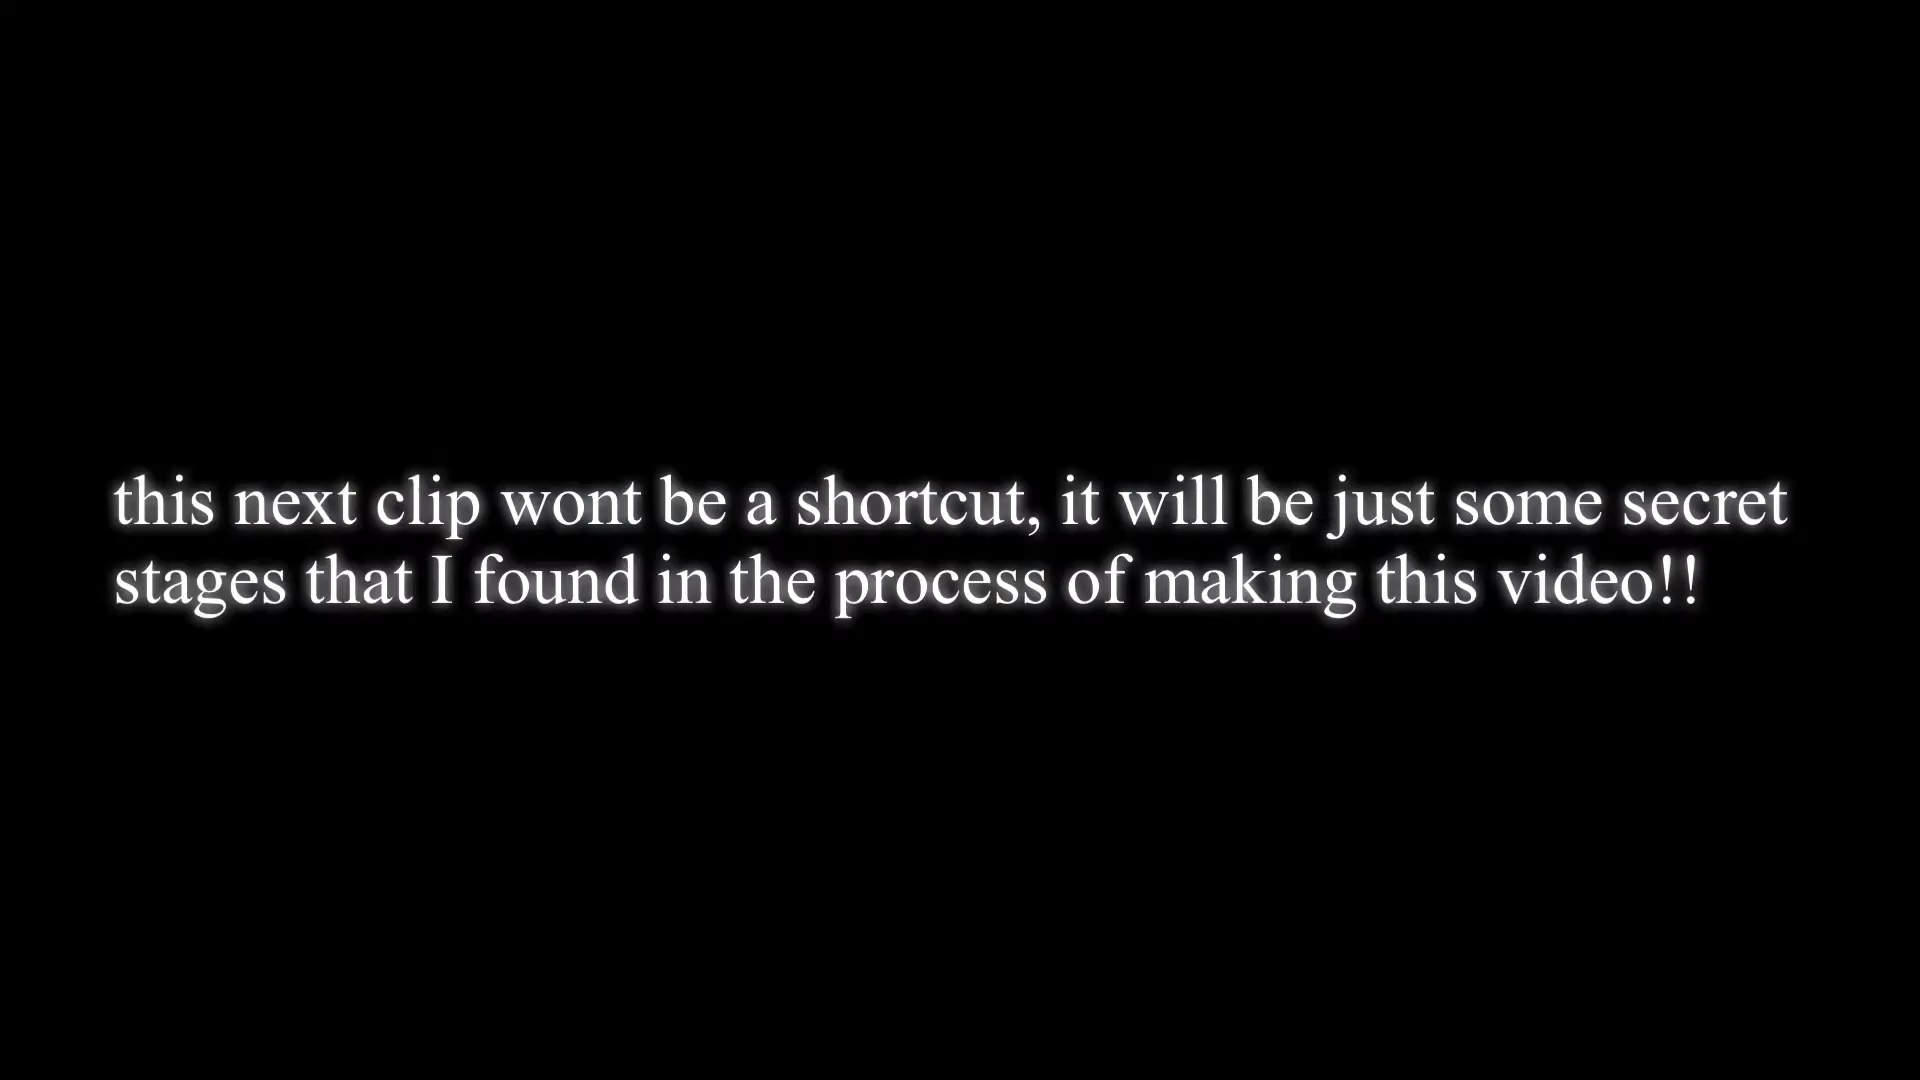 this next clip wont be a shortcut, it will be just some secret
stages that I found in the process of making this video!!